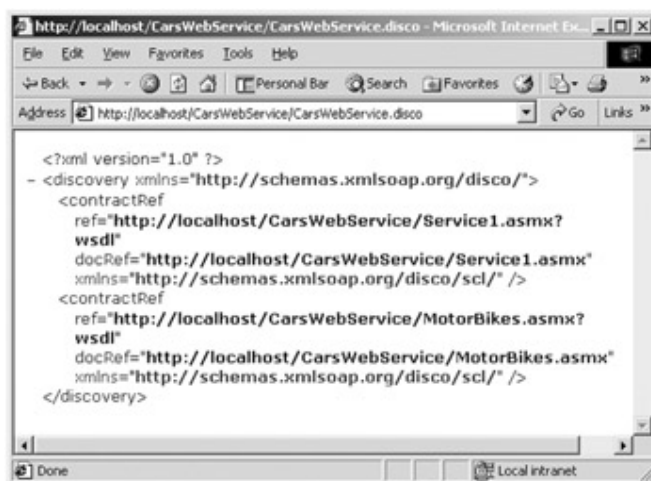 http://localhost/CarsWebService/CarsWebService.disco - Microsoft Internet Ex...
File Edit View Favorites Tools Help
Back Personal Bar Search Favorites »
Address http://localhost/CarsWebService/CarsWebService.disco Go Links »
<?xml version="1.0" ?>
- <discovery xmlns="http://schemas.xmlsoap.org/disco/">
<contractRef
ref="http://localhost/CarsWebService/Service1.asmx?
wsdl"
docRef="http://localhost/CarsWebService/Service1.asmx"
xmlns="http://schemas.xmlsoap.org/disco/scl/" />
<contractRef
ref="http://localhost/CarsWebService/MotorBikes.asmx?
wsdl"
docRef="http://localhost/CarsWebService/MotorBikes.asmx"
xmlns="http://schemas.xmlsoap.org/disco/scl/" />
</discovery>
Done Local intranet